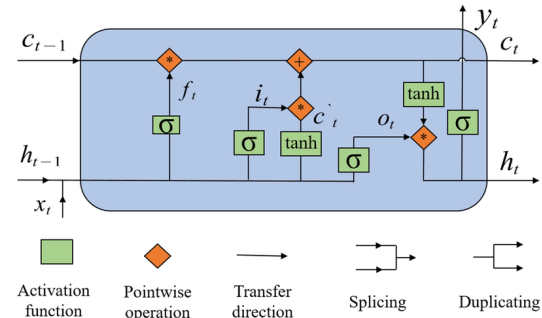 y_t
c_{t-1}
c_t
*
+
f_t
i_t
*
c`_t
tanh
σ
σ
tanh
o_t
σ
*
σ
h_{t-1}
h_t
x_t
Activation
function
Pointwise
operation
Transfer
direction
Splicing
Duplicating